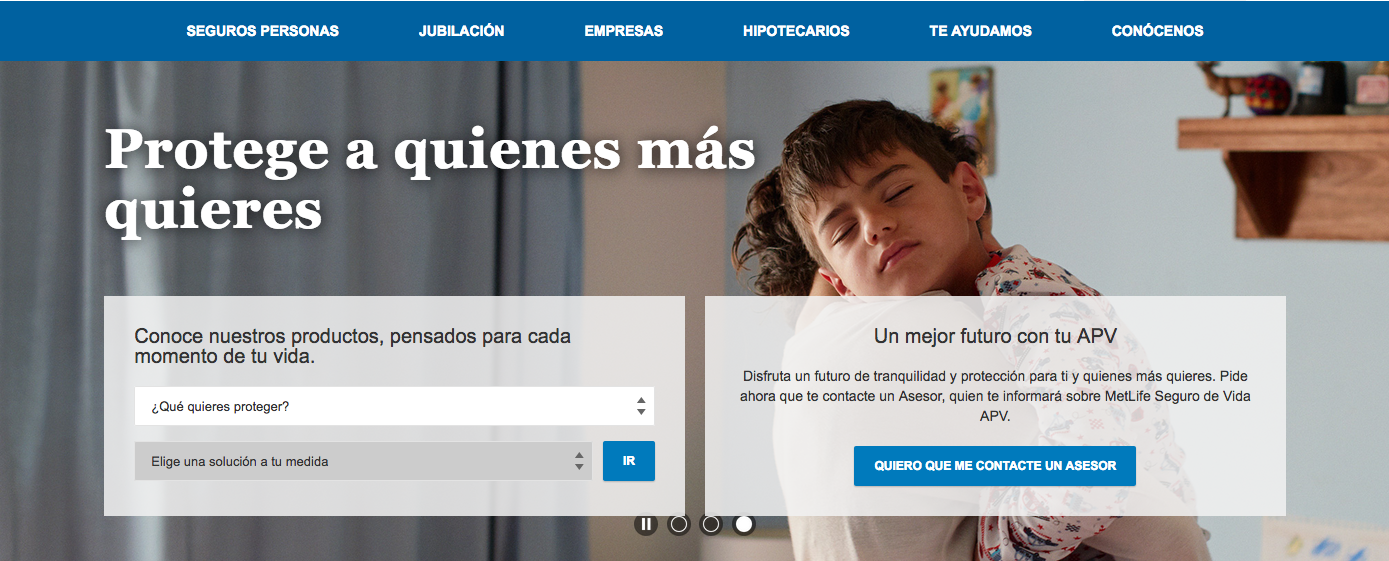 SEGUROS PERSONAS
JUBILACIÓN
EMPRESAS
HIPOTECARIOS
TE AYUDAMOS
CONÓCENOS
Protege a quienes más
quieres
Conoce nuestros productos, pensados para cada
momento de tu vida.
¿Qué quieres proteger?
Elige una solución a tu medida
IR
Un mejor futuro con tu APV
Disfruta un futuro de tranquilidad y protección para ti y quienes más quieres. Pide
ahora que te contacte un Asesor, quien te informará sobre MetLife Seguro de Vida
APV.
QUIERO QUE ME CONTACTE UN ASESOR